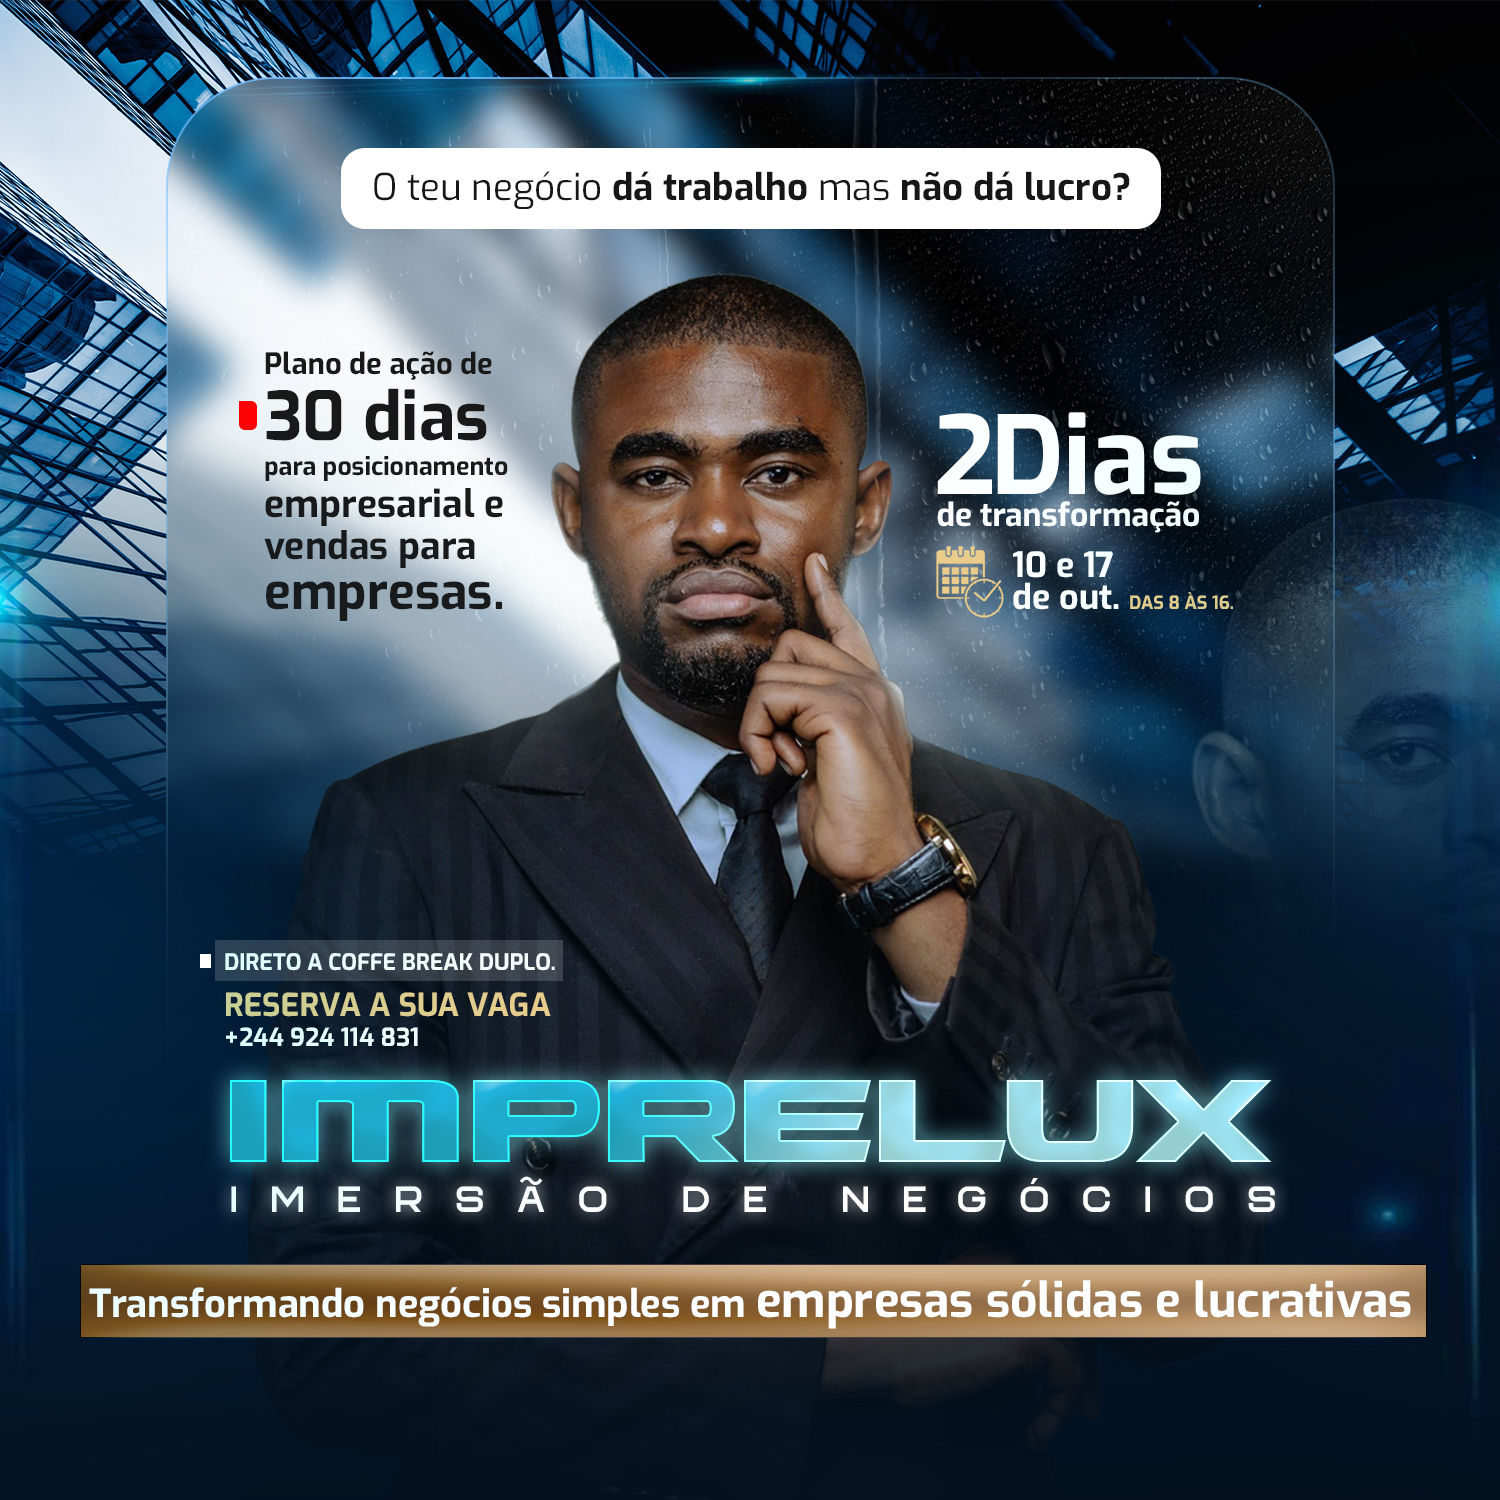 O teu negócio dá trabalho mas não dá lucro?
Plano de ação de
30 dias
para posicionamento
empresarial e
vendas para
empresas.
2Dias
de transformação
10 e 17
de out. DAS 8 ÀS 16.
DIRETO A COFFE BREAK DUPLO.
RESERVA A SUA VAGA
+244 924 114 831
IMPRELUX
IMERSÃO DE NEGÓCIOS
Transformando negócios simples em empresas sólidas e lucrativas